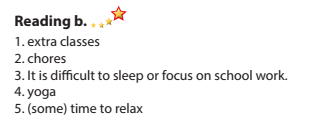 Reading b.
1. extra classes
2. chores
3. It is difficult to sleep or focus on school work.
4. yoga
5. (some) time to relax